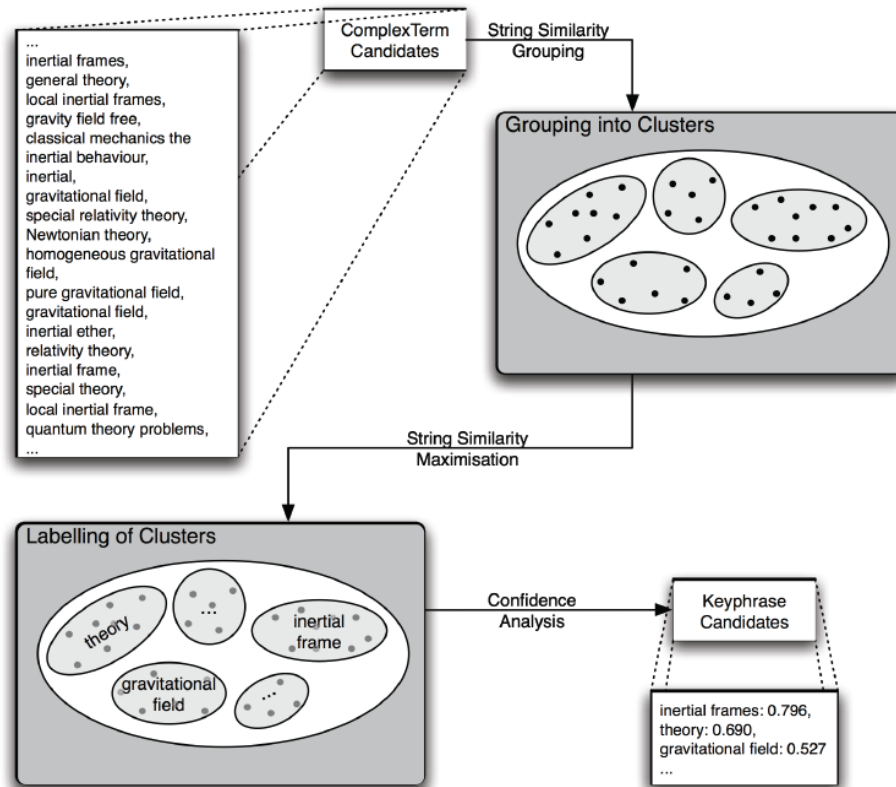 ...
inertial frames,
general theory,
local inertial frames,
gravity field free,
classical mechanics the
inertial behaviour,
inertial,
gravitational field,
special relativity theory,
Newtonian theory,
homogeneous gravitational
field,
pure gravitational field,
gravitational field,
inertial ether,
relativity theory,
inertial frame,
special theory,
local inertial frame,
quantum theory problems,
...
ComplexTerm
Candidates
String Similarity
Grouping
Grouping into Clusters
String Similarity
Maximisation
Labelling of Clusters
theory
...
inertial
frame
gravitational
field
...
Confidence
Analysis
Keyphrase
Candidates
inertial frames: 0.796,
theory: 0.690,
gravitational field: 0.527
...